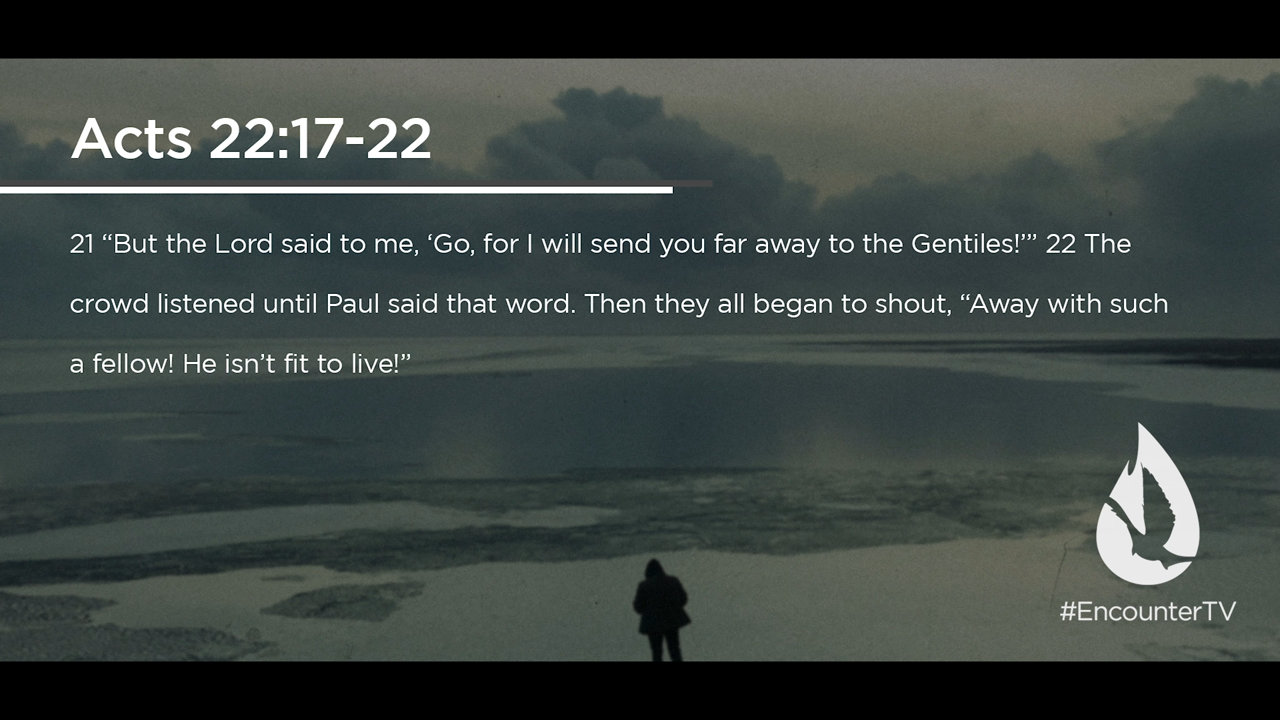 Acts 22:17-22
21 “But the Lord said to me, ‘Go, for I will send you far away to the Gentiles!’” 22 The
crowd listened until Paul said that word. Then they all began to shout, “Away with such
a fellow! He isn’t fit to live!”
#EncounterTV